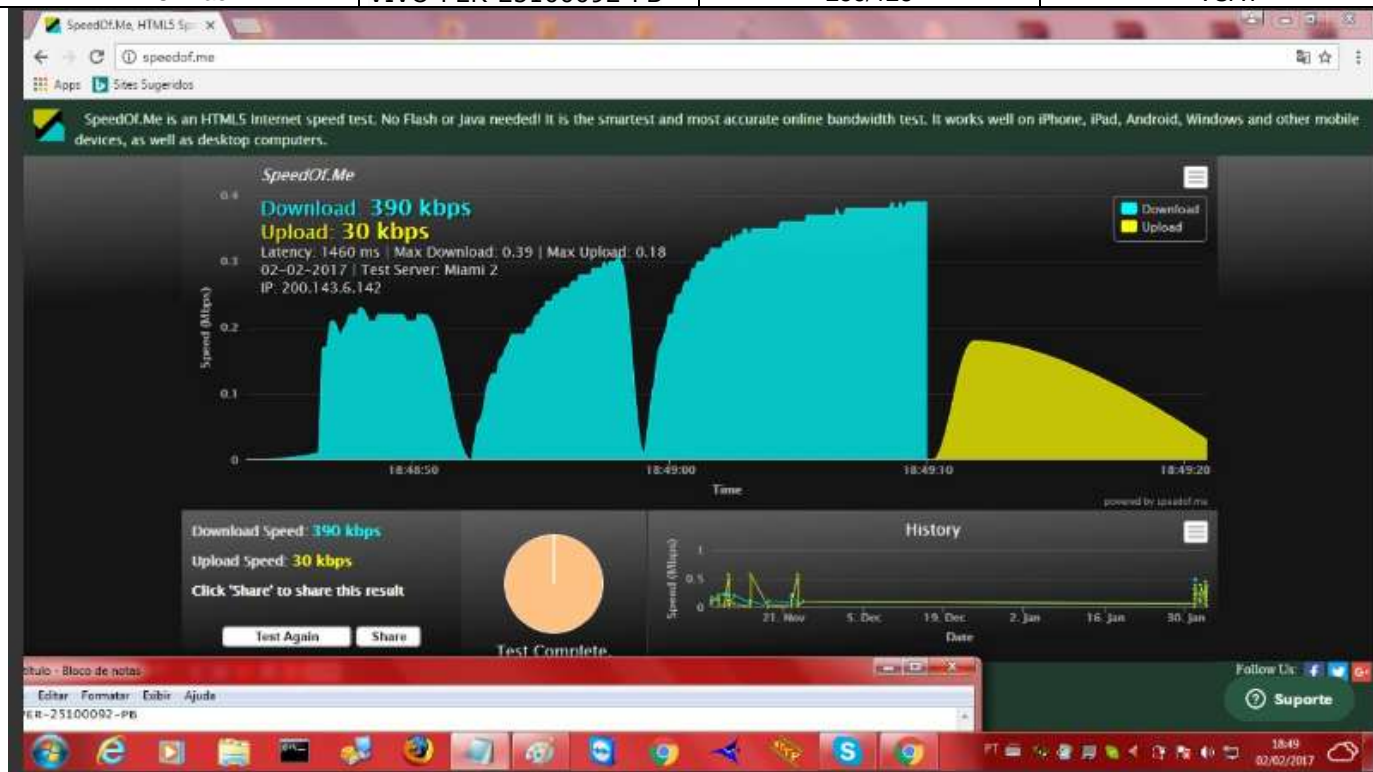 VIVO-PER-25100092-PB
SpeedOf.Me, HTML5 Sp
speedof.me
Apps
Sites Sugeridos
SpeedOf.Me is an HTML5 Internet speed test. No Flash or Java needed! It is the smartest and most accurate online bandwidth test. It works well on iPhone, iPad, Android, Windows and other mobile
devices, as well as desktop computers.
SpeedOf.Me
Download: 390 kbps
Upload: 30 kbps
Latency: 1460 ms | Max Download: 0.39 | Max Upload: 0.18
02-02-2017 | Test Server: Miami 2
IP: 200.143.6.142
Download
Upload
0.4
0.3
0.2
0.1
0
Speed (Mbps)
18:48:50 18:49:00 18:49:10 18:49:20
Time
powered by speedof.me
Download Speed: 390 kbps
Upload Speed: 30 kbps
Click 'Share' to share this result
Test Again Share
Test Complete.
History
Speed (Mbps)
1
0.5
0
21. Nov 5. Dec 19. Dec 2. Jan 16. Jan 30. Jan
Date
título - Bloco de notas
Editar Formatar Exibir Ajuda
PER-25100092-PB
Follow Us:
Suporte
PT
18:49
02/02/2017